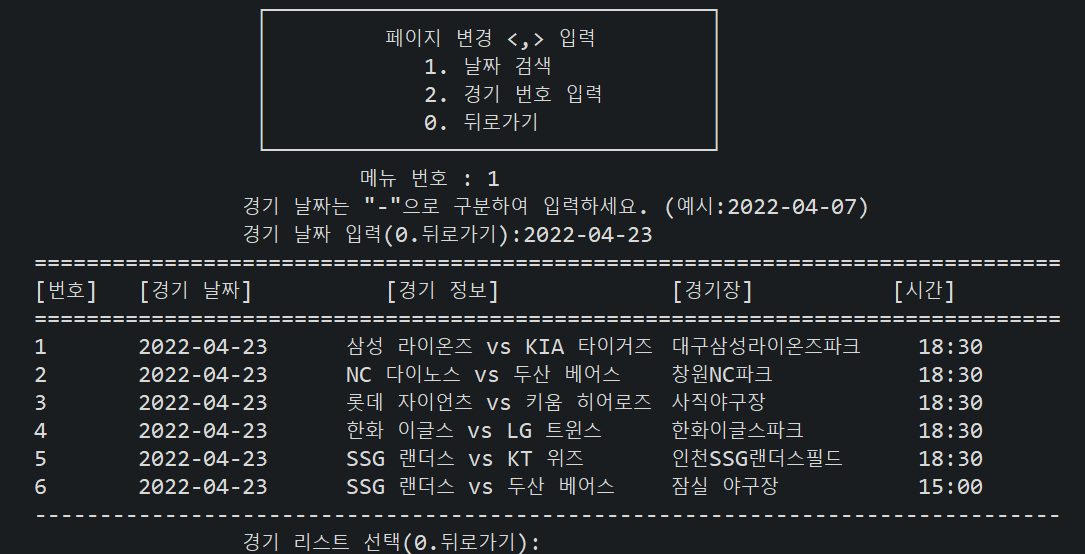 페이지 변경 <,> 입력
1. 날짜 검색
2. 경기 번호 입력
0. 뒤로가기
메뉴 번호 : 1
경기 날짜는 "-"으로 구분하여 입력하세요. (예시:2022-04-07)
경기 날짜 입력(0.뒤로가기):2022-04-23
===============================================================================
[번호] [경기 날짜] [경기 정보] [경기장] [시간]
===============================================================================
1 2022-04-23 삼성 라이온즈 vs KIA 타이거즈 대구삼성라이온즈파크 18:30
2 2022-04-23 NC 다이노스 vs 두산 베어스 창원NC파크 18:30
3 2022-04-23 롯데 자이언츠 vs 키움 히어로즈 사직야구장 18:30
4 2022-04-23 한화 이글스 vs LG 트윈스 한화이글스파크 18:30
5 2022-04-23 SSG 랜더스 vs KT 위즈 인천SSG랜더스필드 18:30
6 2022-04-23 SSG 랜더스 vs 두산 베어스 잠실 야구장 15:00
-------------------------------------------------------------------------------
경기 리스트 선택(0.뒤로가기):